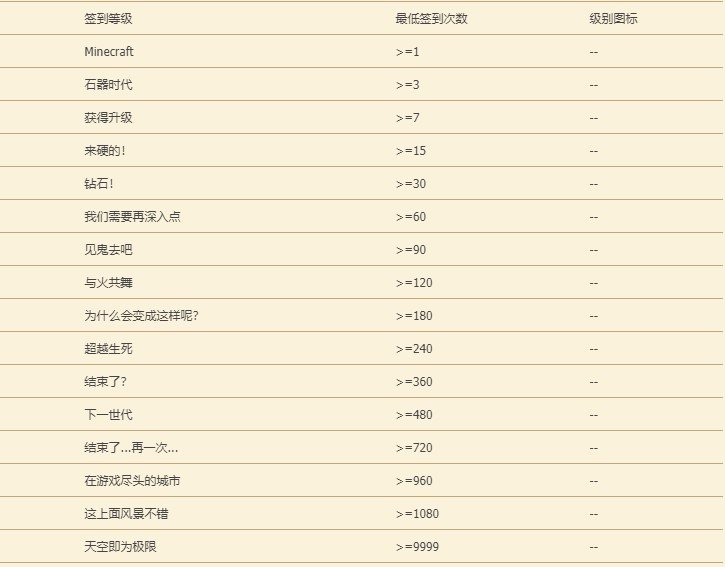 签到等级 最低签到次数 级别图标
Minecraft >=1 --
石器时代 >=3 --
获得升级 >=7 --
来硬的! >=15 --
钻石! >=30 --
我们需要再深入点 >=60 --
见鬼去吧 >=90 --
与火共舞 >=120 --
为什么会变成这样呢? >=180 --
超越生死 >=240 --
结束了? >=360 --
下一世代 >=480 --
结束了...再一次... >=720 --
在游戏尽头的城市 >=960 --
这上面风景不错 >=1080 --
天空即为极限 >=9999 --